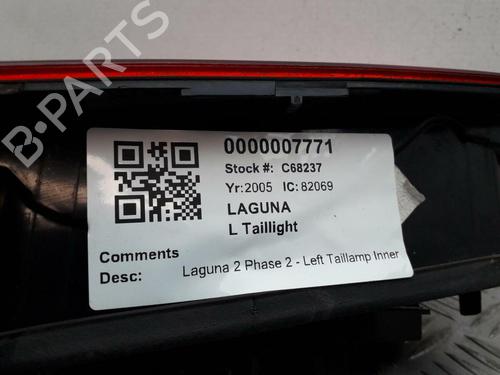 0000007771
Stock #: C68237
Yr:2005 IC:82069
LAGUNA
L Taillight
Comments
Desc: Laguna 2 Phase 2 - Left Taillamp Inner
B-PARTS